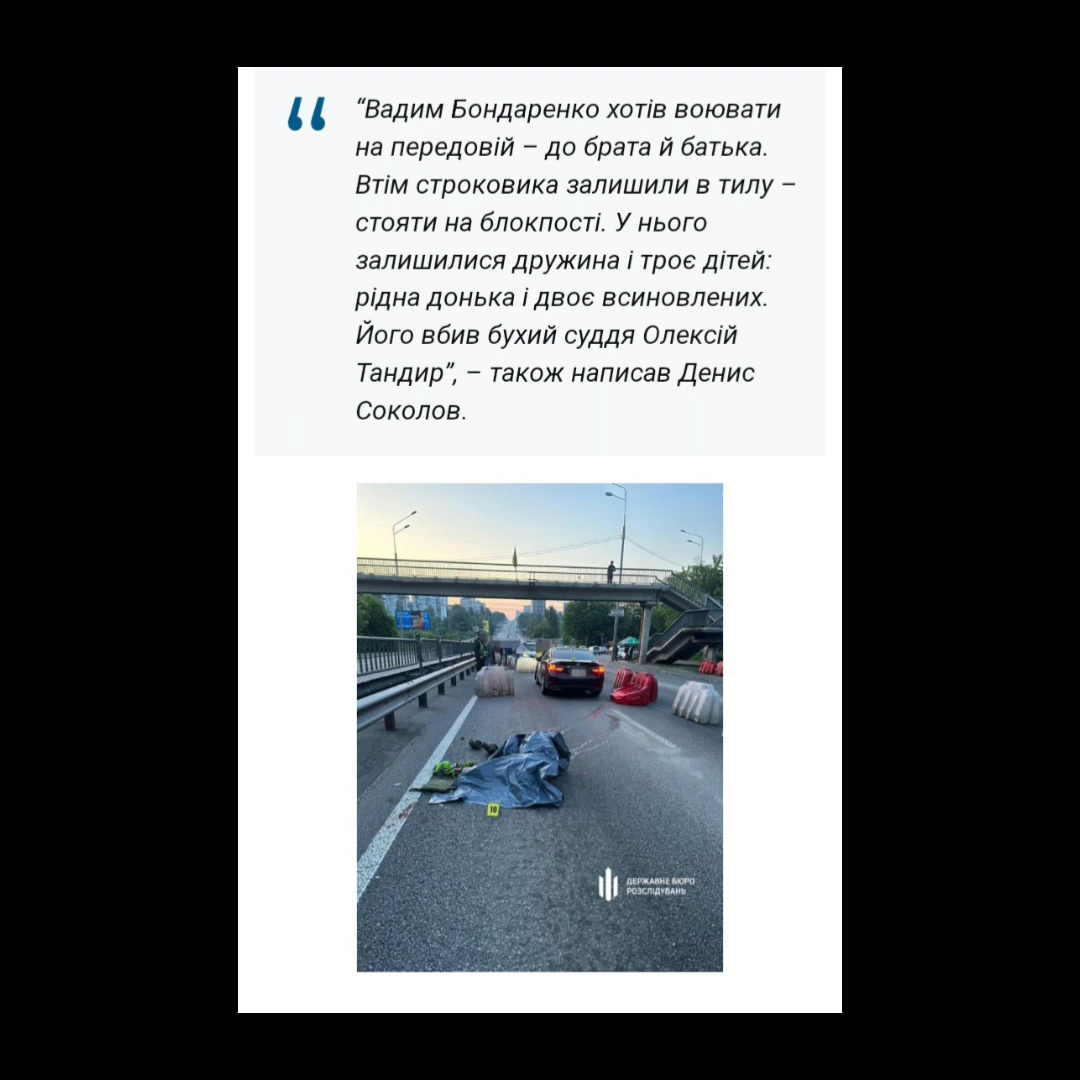 “Вадим Бондаренко хотів воювати
на передовій – до брата й батька.
Втім строковика залишили в тилу –
стояти на блокпості. У нього
залишилися дружина і троє дітей:
рідна донька і двоє всиновлених.
Його вбив бухий суддя Олексій
Тандир”, – також написав Денис
Соколов.
10
ДЕРЖАВНЕ БЮРО
РОЗСЛІДУВАНЬ